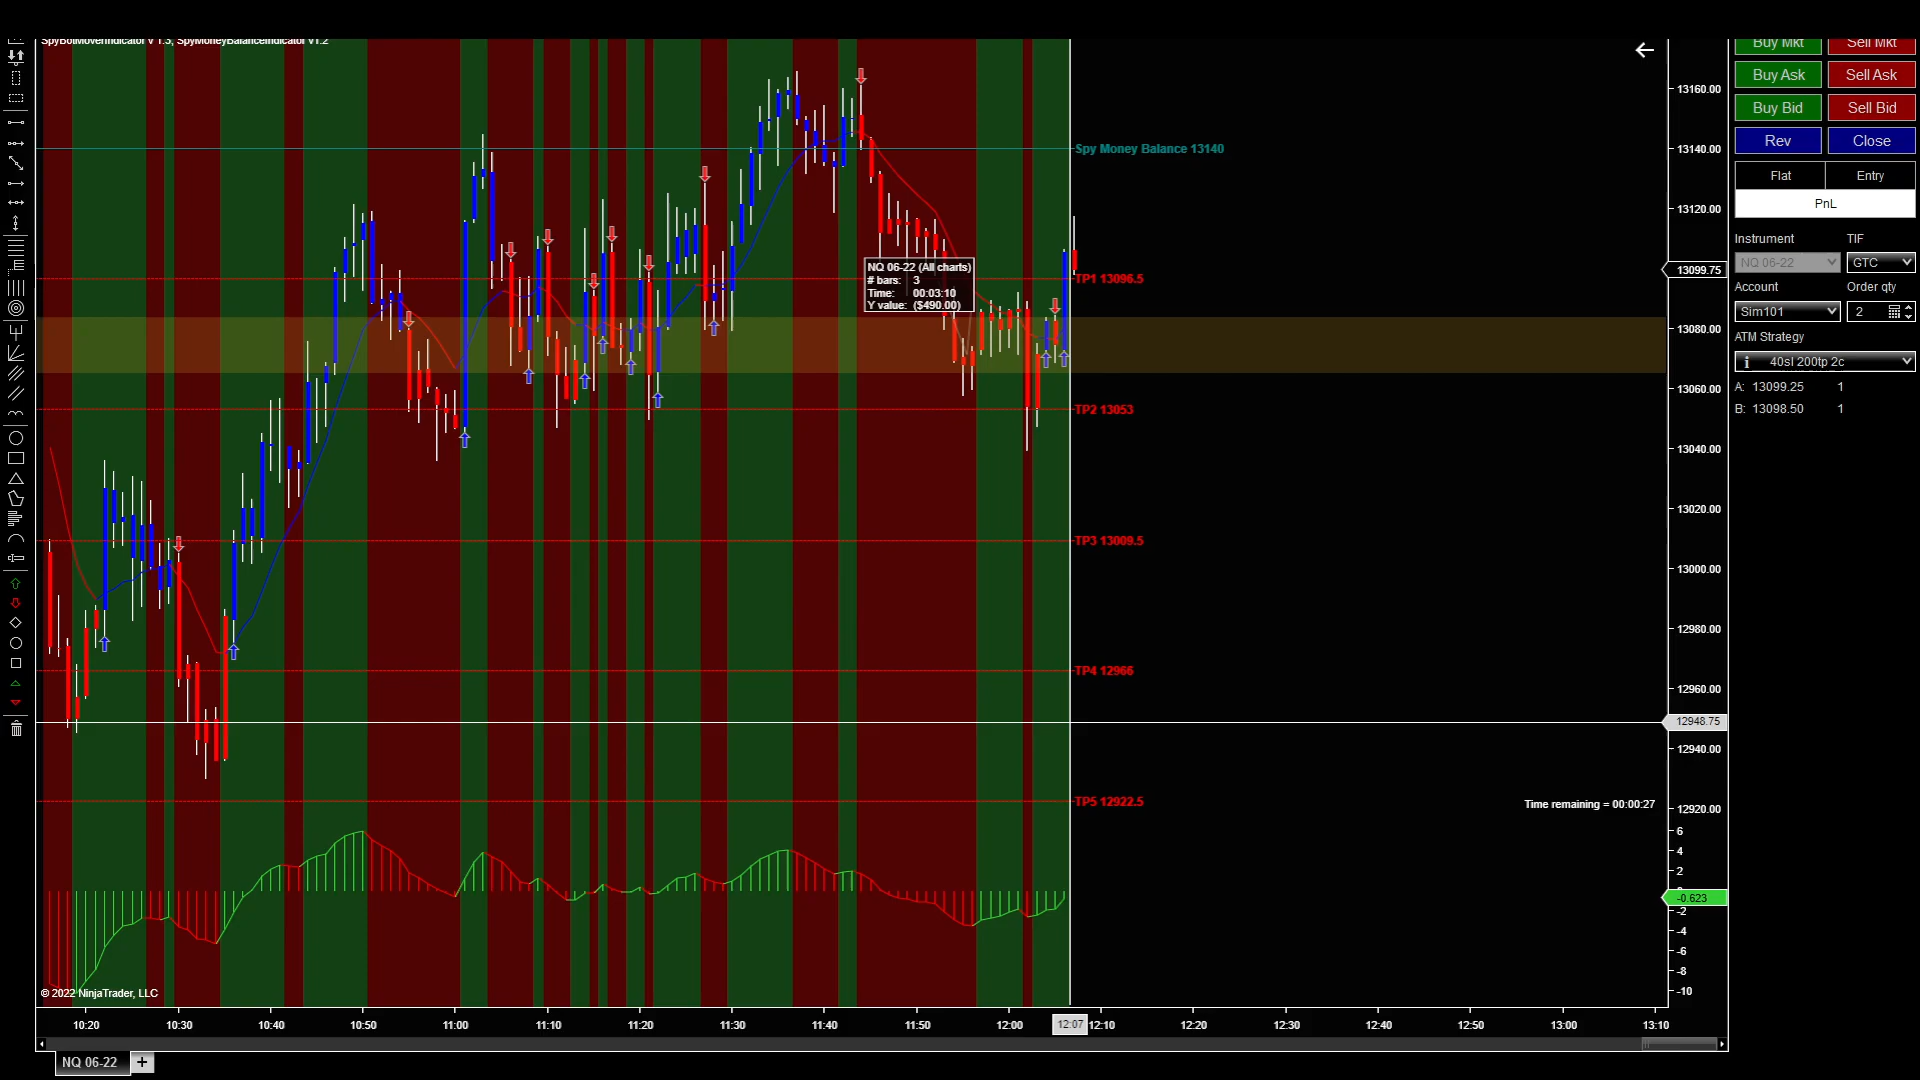 SpyBotMoverIndicator V 1.3, SpyMoneyBalanceIndicator V1.2
Buy Mkt
Sell Mkt
Buy Ask
Sell Ask
Buy Bid
Sell Bid
Rev
Close
Flat
Entry
PnL
Instrument
TIF
NQ 06-22
GTC
Account
Order qty
Sim101
2
ATM Strategy
40sl 200tp 2c
A: 13099.25 1
B: 13098.50 1
13160.00
13140.00
13120.00
13099.75
13080.00
13060.00
13040.00
13020.00
13000.00
12980.00
12960.00
12948.75
12940.00
12920.00
6
4
2
-0.623
-2
-4
-6
-8
-10
Spy Money Balance 13140
TP1 13096.5
TP2 13053
TP3 13009.5
TP4 12966
TP5 12922.5
NQ 06-22 (All charts)
# bars: 3
Time: 00:03:10
Y value: ($490.00)
Time remaining = 00:00:27
© 2022 NinjaTrader, LLC
10:20
10:30
10:40
10:50
11:00
11:10
11:20
11:30
11:40
11:50
12:00
12:07
12:10
12:20
12:30
12:40
12:50
13:00
13:10
NQ 06-22
+